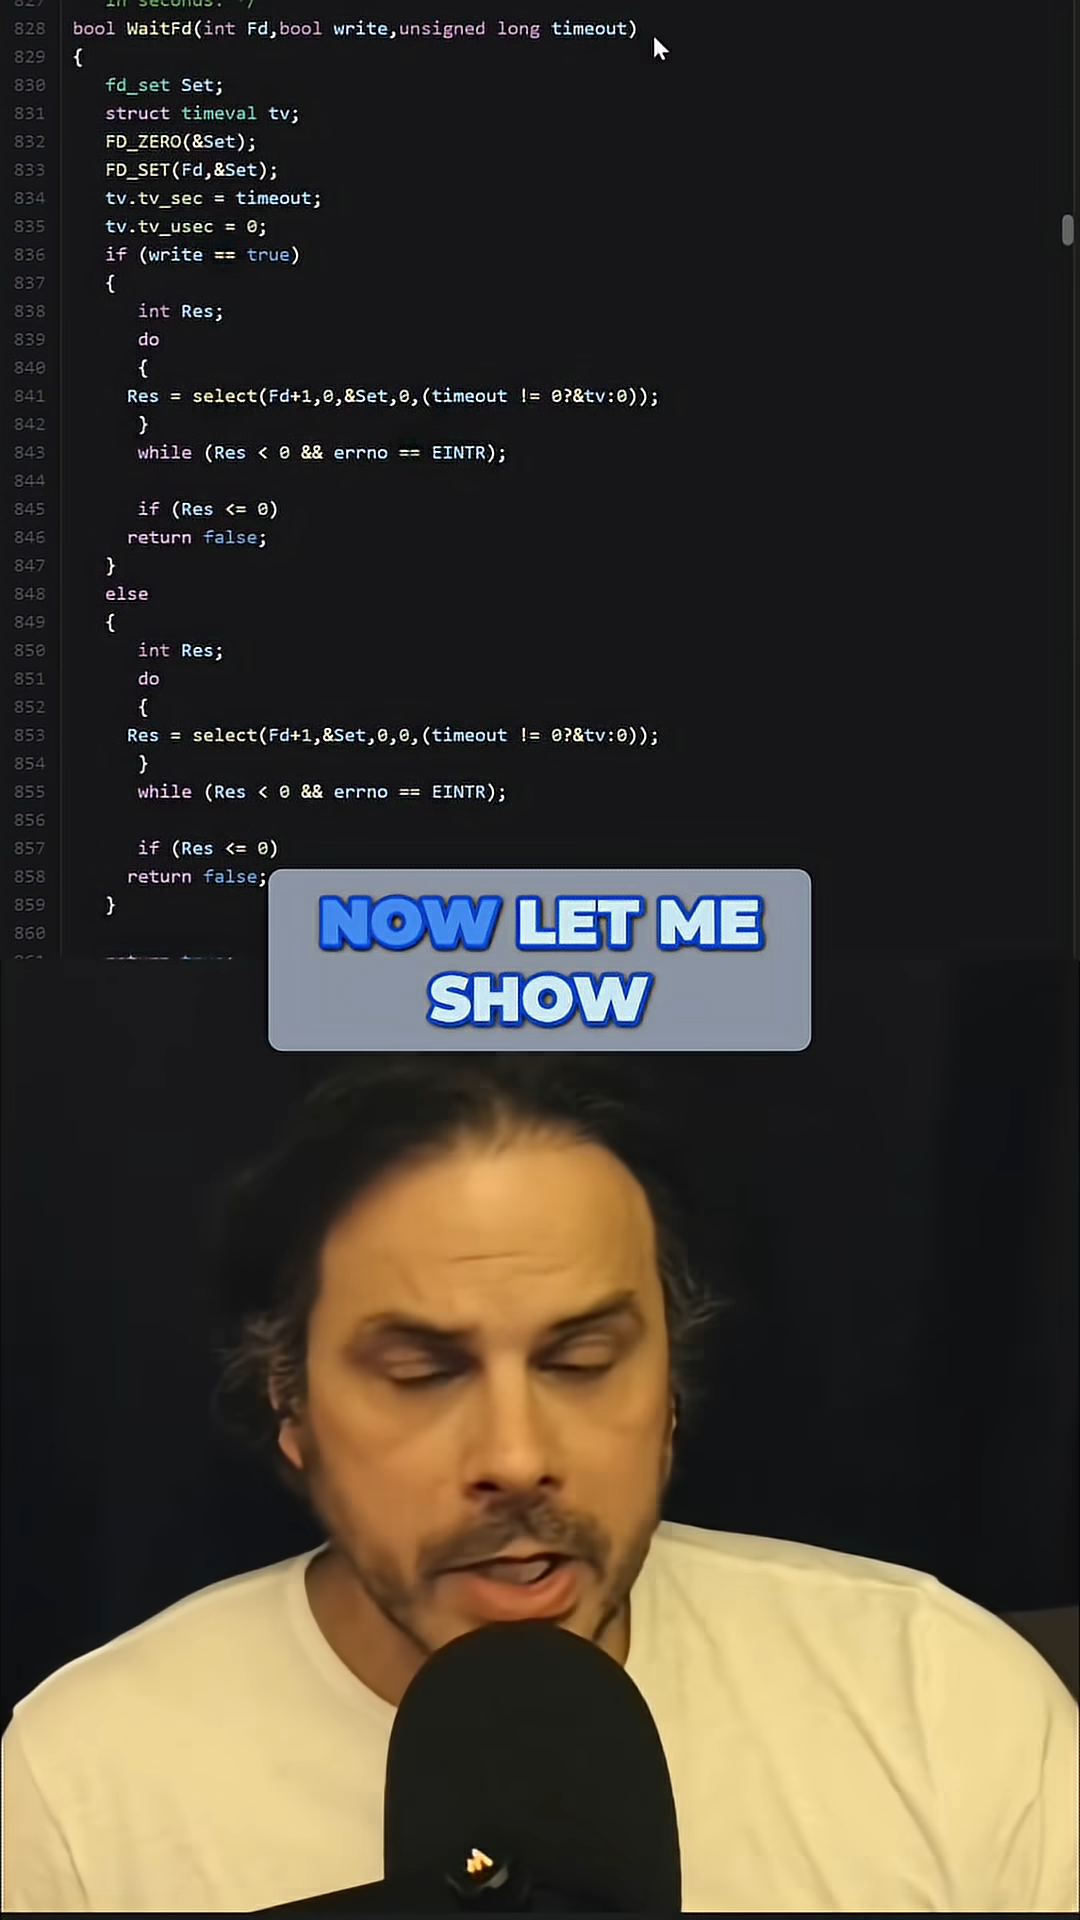 827 in seconds. */
828 bool WaitFd(int Fd,bool write,unsigned long timeout)
829 {
830 fd_set Set;
831 struct timeval tv;
832 FD_ZERO(&Set);
833 FD_SET(Fd,&Set);
834 tv.tv_sec = timeout;
835 tv.tv_usec = 0;
836 if (write == true)
837 {
838 int Res;
839 do
840 {
841 Res = select(Fd+1,0,&Set,0,(timeout != 0?&tv:0));
842 }
843 while (Res < 0 && errno == EINTR);
844
845 if (Res <= 0)
846 return false;
847 }
848 else
849 {
850 int Res;
851 do
852 {
853 Res = select(Fd+1,&Set,0,0,(timeout != 0?&tv:0));
854 }
855 while (Res < 0 && errno == EINTR);
856
857 if (Res <= 0)
858 return false;
859 }
860
861 return true;
NOW LET ME
SHOW